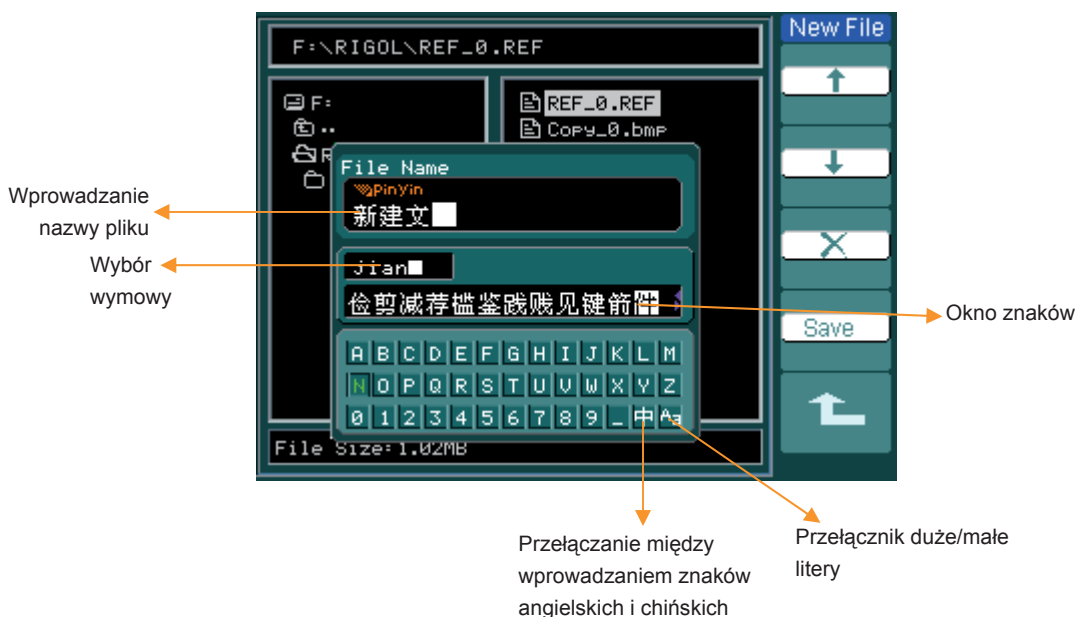 New File
F:\RIGOL\REF_0.REF
F:
REF_0.REF
..
Copy_0.bmp
R
File Name
PinYin
Wprowadzanie
nazwy pliku
新建文
Wybór
wymowy
jian
俭剪减荐槛鉴践贱见键箭件
Okno znaków
Save
A B C D E F G H I J K L M
N O P Q R S T U V W X Y Z
0 1 2 3 4 5 6 7 8 9 _ 中 Aa
File Size:1.02MB
Przełączanie między
wprowadzaniem znaków
angielskich i chińskich
Przełącznik duże/małe
litery